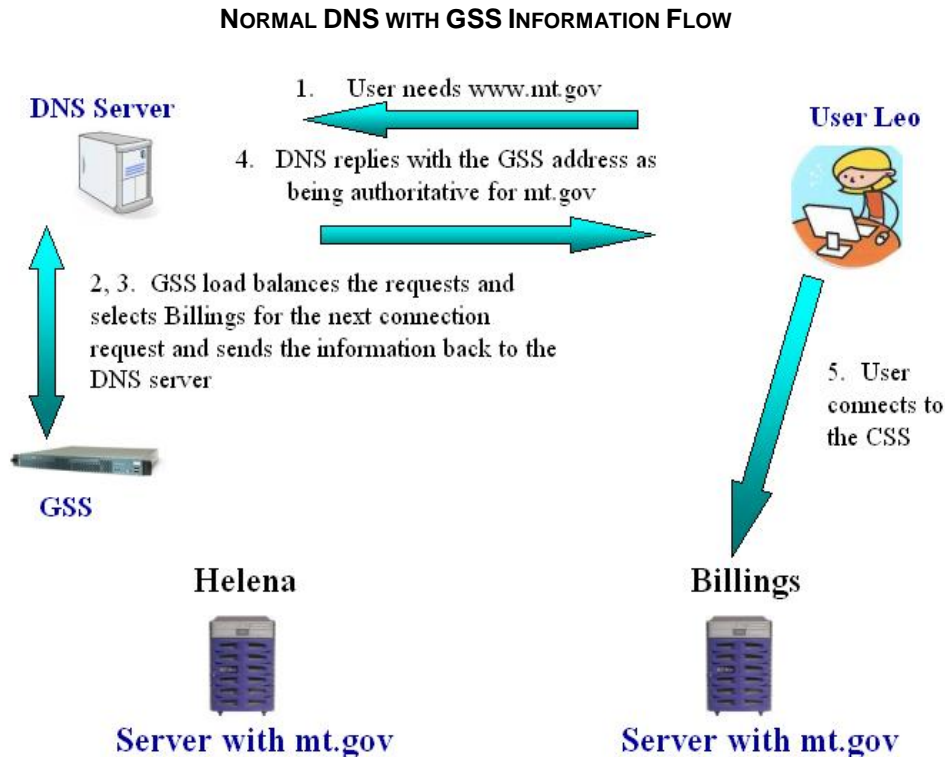 NORMAL DNS WITH GSS INFORMATION FLOW
DNS Server
1. User needs www.mt.gov
User Leo
4. DNS replies with the GSS address as
being authoritative for mt.gov
2, 3. GSS load balances the requests and
selects Billings for the next connection
request and sends the information back to the
DNS server
5. User
connects to
the CSS
GSS
Helena
Billings
Server with mt.gov
Server with mt.gov